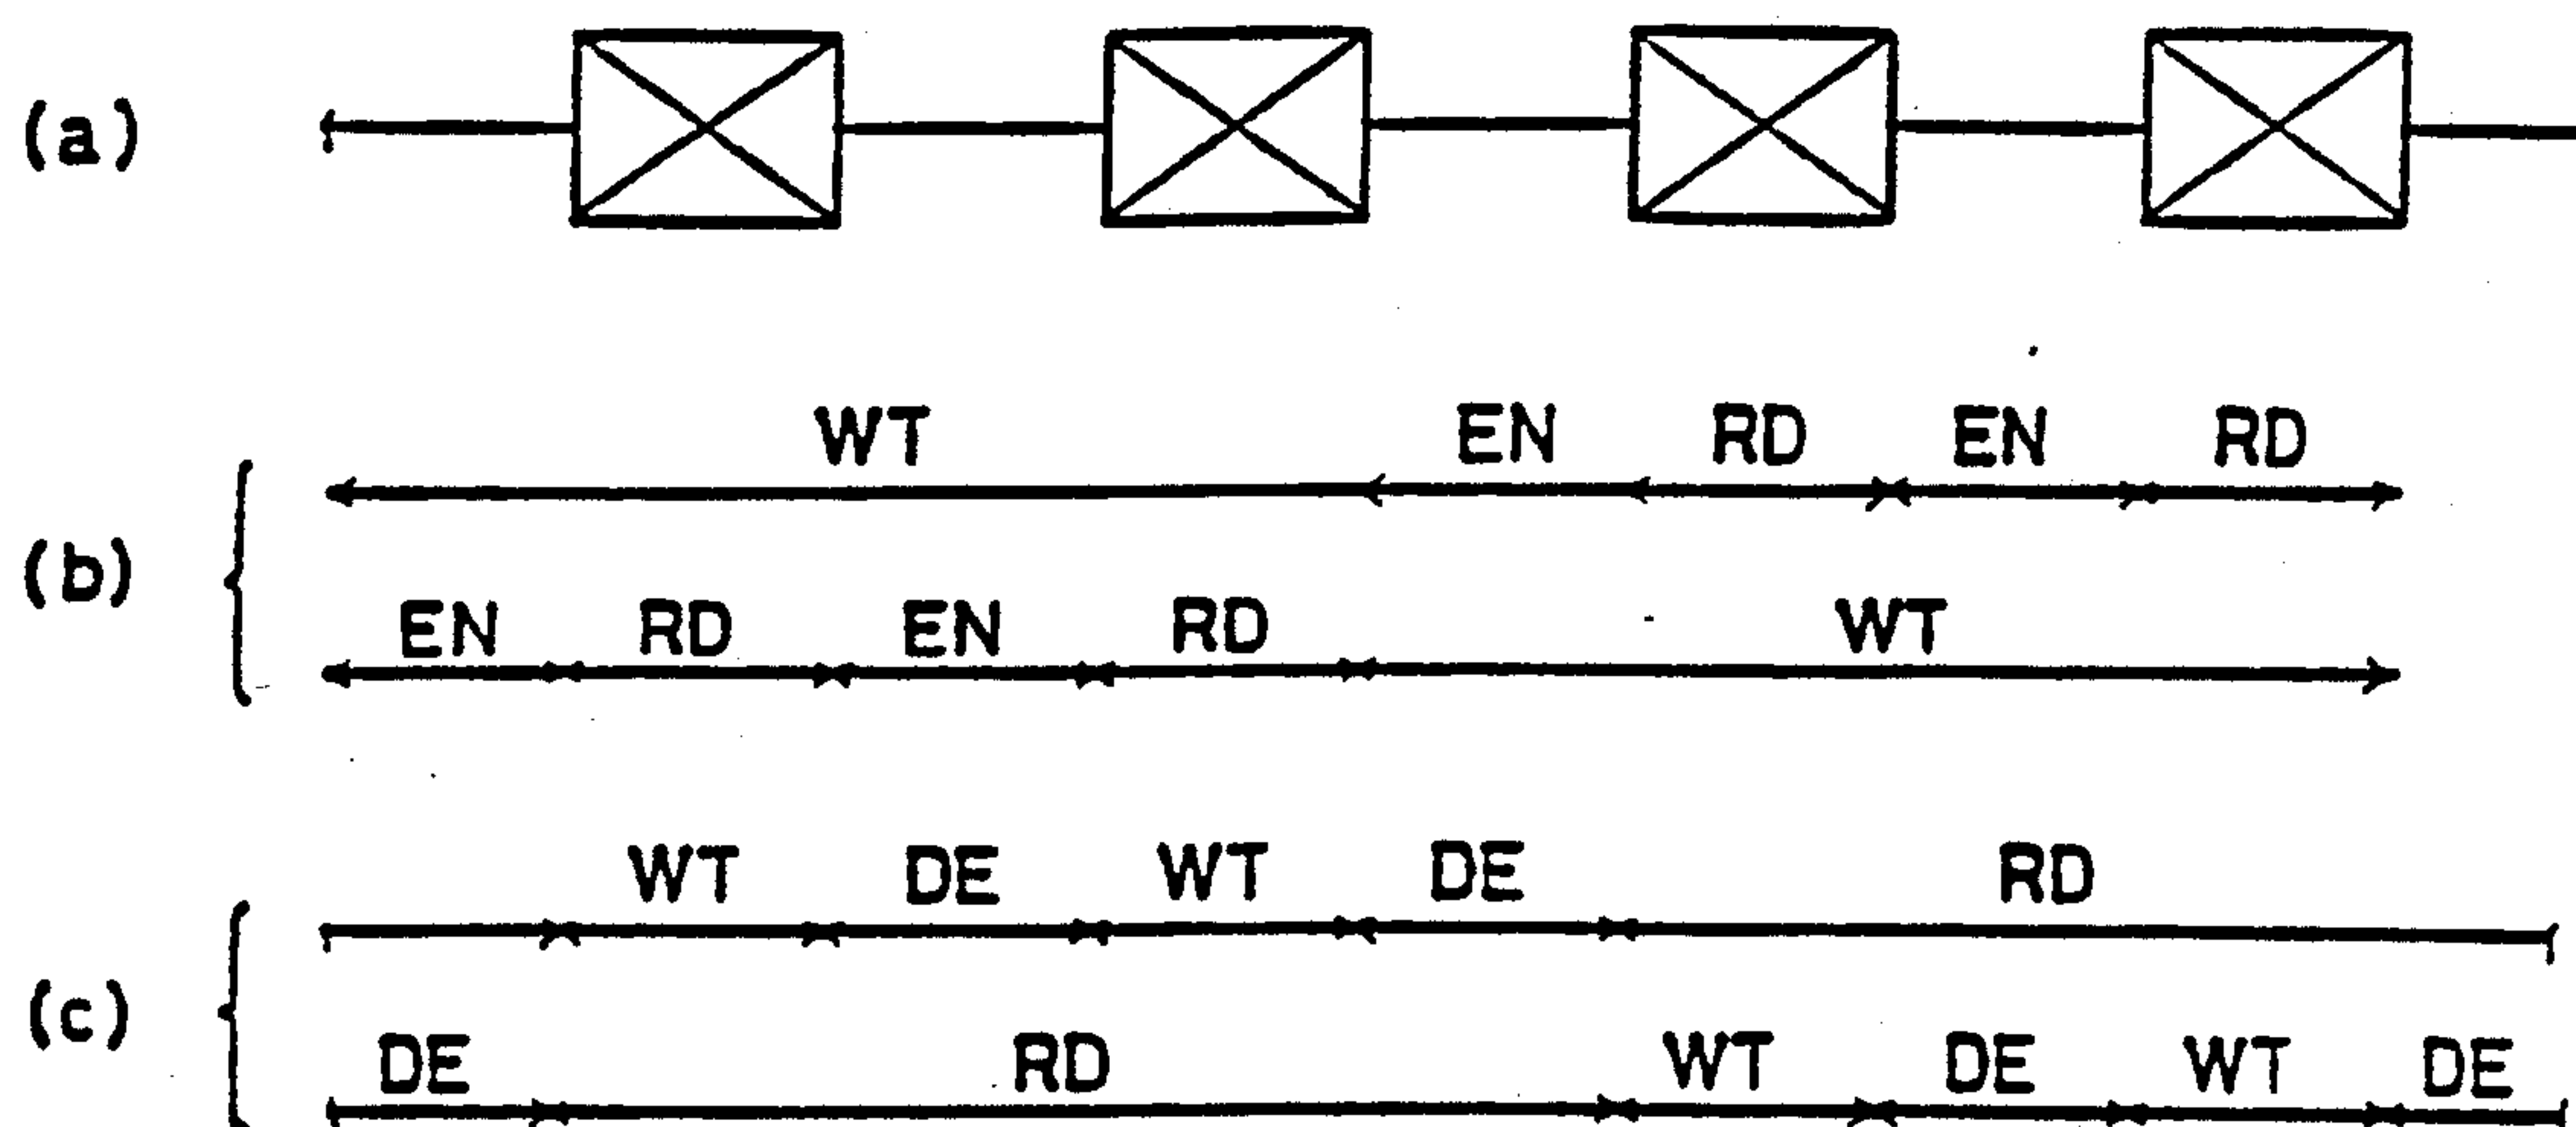 (a)
WT EN RD EN RD
(b)
EN RD EN RD WT
WT DE WT DE RD
(c)
DE RD WT DE WT DE